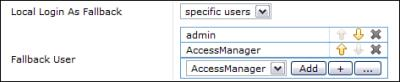 Local Login As Fallback specific users
admin
AccessManager
Fallback User
AccessManager Add + ...